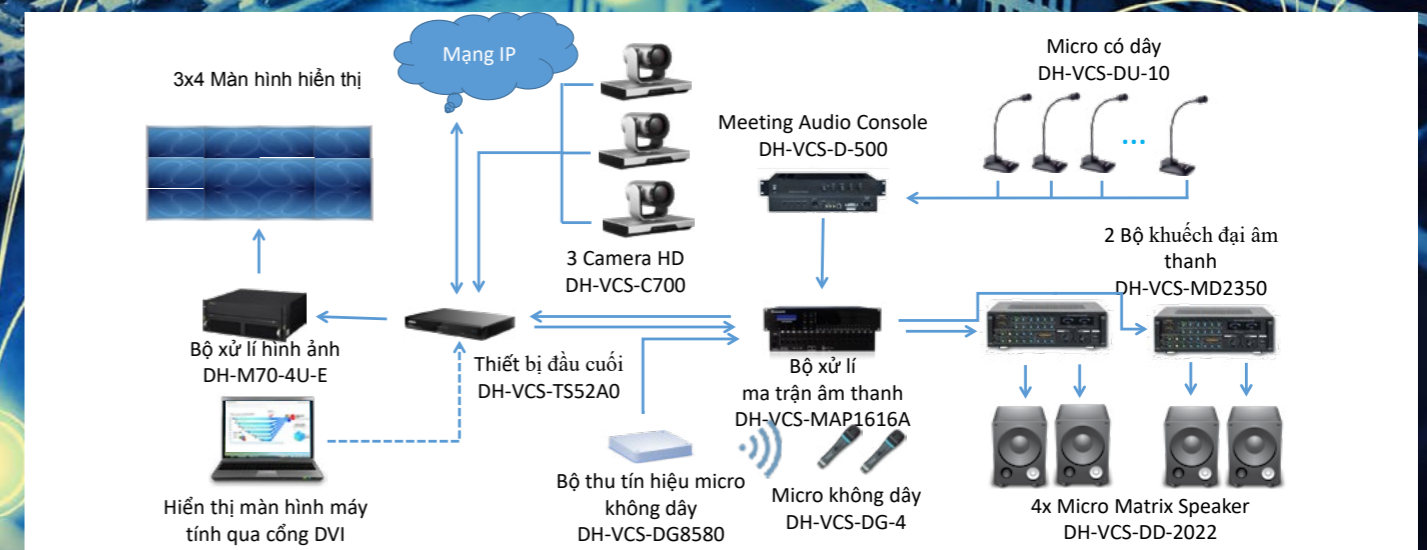 Mạng IP
3x4 Màn hình hiển thị
Micro có dây
DH-VCS-DU-10
Meeting Audio Console
DH-VCS-D-500
...
3 Camera HD
DH-VCS-C700
2 Bộ khuếch đại âm
thanh
DH-VCS-MD2350
Bộ xử lí hình ảnh
DH-M70-4U-E
Thiết bị đầu cuối
DH-VCS-TS52A0
Bộ xử lí
ma trận âm thanh
DH-VCS-MAP1616A
Hiển thị màn hình máy
tính qua cổng DVI
Bộ thu tín hiệu micro
không dây
DH-VCS-DG8580
Micro không dây
DH-VCS-DG-4
4x Micro Matrix Speaker
DH-VCS-DD-2022